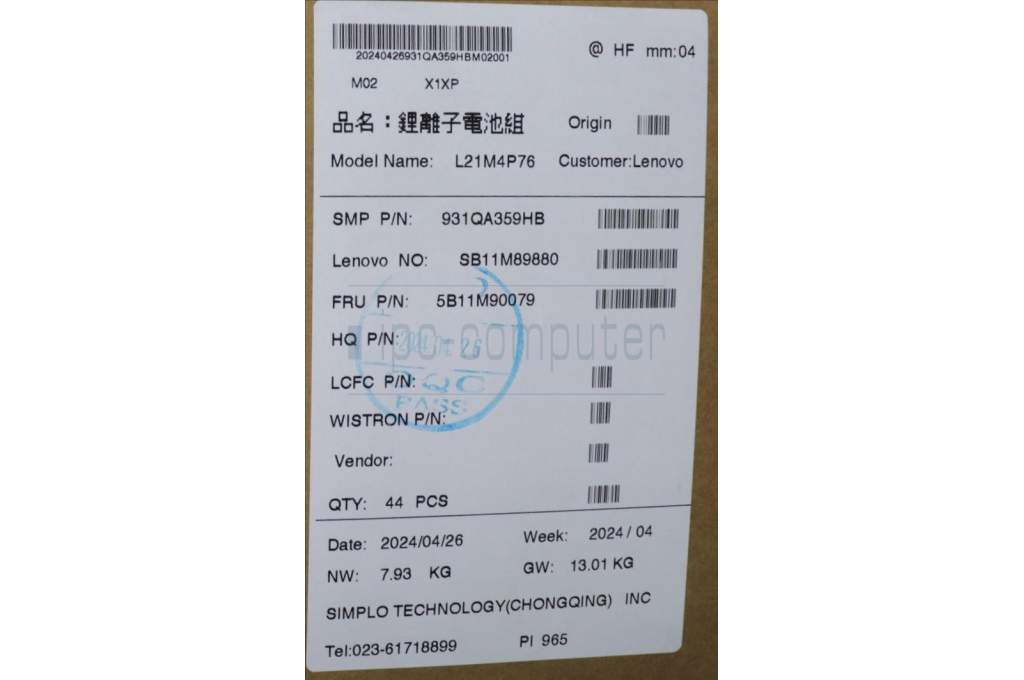 20240426931QA359HBM02001
@ HF mm:04
M02 X1XP
品名：鋰離子電池組 Origin
Model Name: L21M4P76 Customer:Lenovo
SMP P/N: 931QA359HB
Lenovo NO: SB11M89880
FRU P/N: 5B11M90079
ipc-computer
HQ P/N:
LCFC P/N:
PASS
WISTRON P/N:
Vendor:
QTY: 44 PCS
Date: 2024/04/26 Week: 2024/04
NW: 7.93 KG GW: 13.01 KG
SIMPLO TECHNOLOGY(CHONGQING) INC
Tel:023-61718899 PI 965